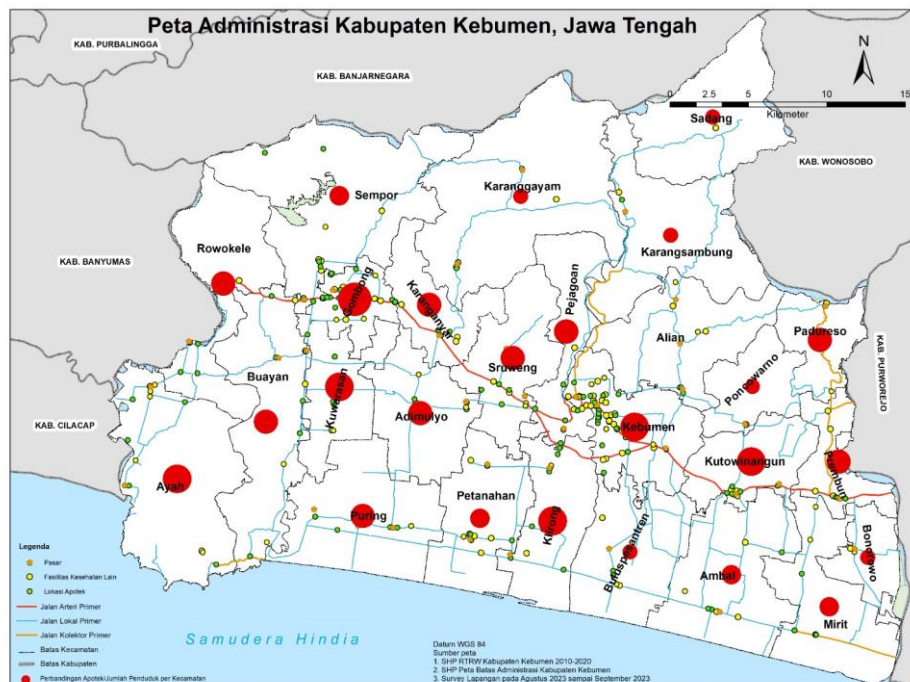 Peta Administrasi Kabupaten Kebumen, Jawa Tengah
KAB. PURBALINGGA
KAB. BANJARNEGARA
N
0 2.5 5 10 15
Kilometer
Sadang
KAB. WONOSOBO
Sempor
Karanggayam
Rowokele
Karangsambung
KAB. BANYUMAS
Gombong
Karanganyar
Pejagoan
Alian
Padureso
Sruweng
Poncowarno
KAB. PURWOREJO
Buayan
Kuwarasan
Adimulyo
KAB. CILACAP
Kebumen
Kutowinangun
Prembun
Ayah
Petanahan
Puring
Klirong
Buluspesantren
Bonorowo
Ambal
Mirit
Legenda
Pasar
Fasilitas Kesehatan Lain
Lokasi Apotek
Jalan Arteri Primer
Jalan Lokal Primer
Jalan Kolektor Primer
Batas Kecamatan
Batas Kabupaten
Perbandingan Apotek/Jumlah Penduduk per Kecamatan
Samudera Hindia
Datum WGS 84
Sumber peta
1. SHP RTRW Kabupaten Kebumen 2010-2020
2. SHP Peta Batas Administrasi Kabupaten Kebumen
3. Survey Lapangan pada Agustus 2023 sampai September 2023